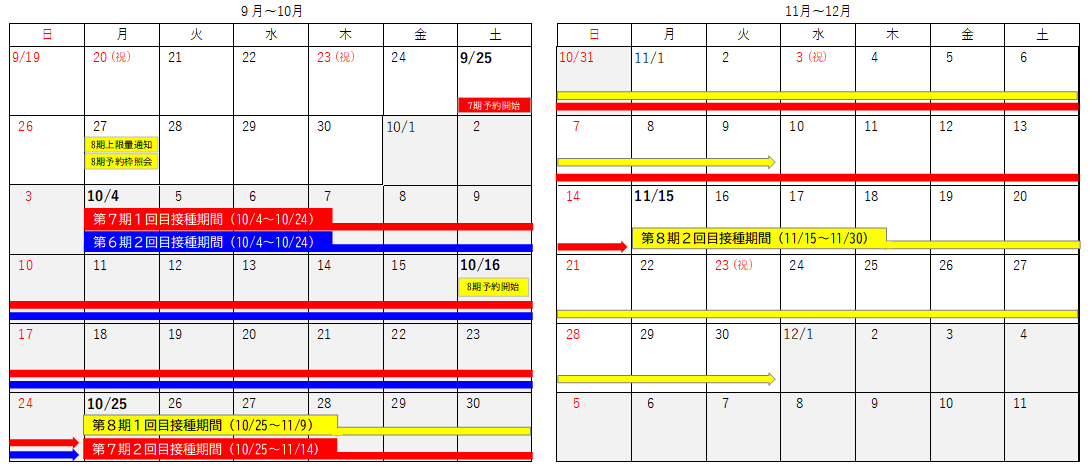 ９月～10月
日 月 火 水 木 金 土
9/19 20（祝） 21 22 23（祝） 24 9/25
7期予約開始
26 27 28 29 30 10/1 2
8期上限量通知
8期予約枠照会
3 10/4 5 6 7 8 9
第７期１回目接種期間（10/4～10/24）
第６期２回目接種期間（10/4～10/24）
10 11 12 13 14 15 10/16
8期予約開始
17 18 19 20 21 22 23
24 10/25 26 27 28 29 30
第８期１回目接種期間（10/25～11/9）
第７期２回目接種期間（10/25～11/14）
11月～12月
日 月 火 水 木 金 土
10/31 11/1 2 3（祝） 4 5 6
7 8 9 10 11 12 13
14 11/15 16 17 18 19 20
第８期２回目接種期間（11/15～11/30）
21 22 23（祝） 24 25 26 27
28 29 30 12/1 2 3 4
5 6 7 8 9 10 11